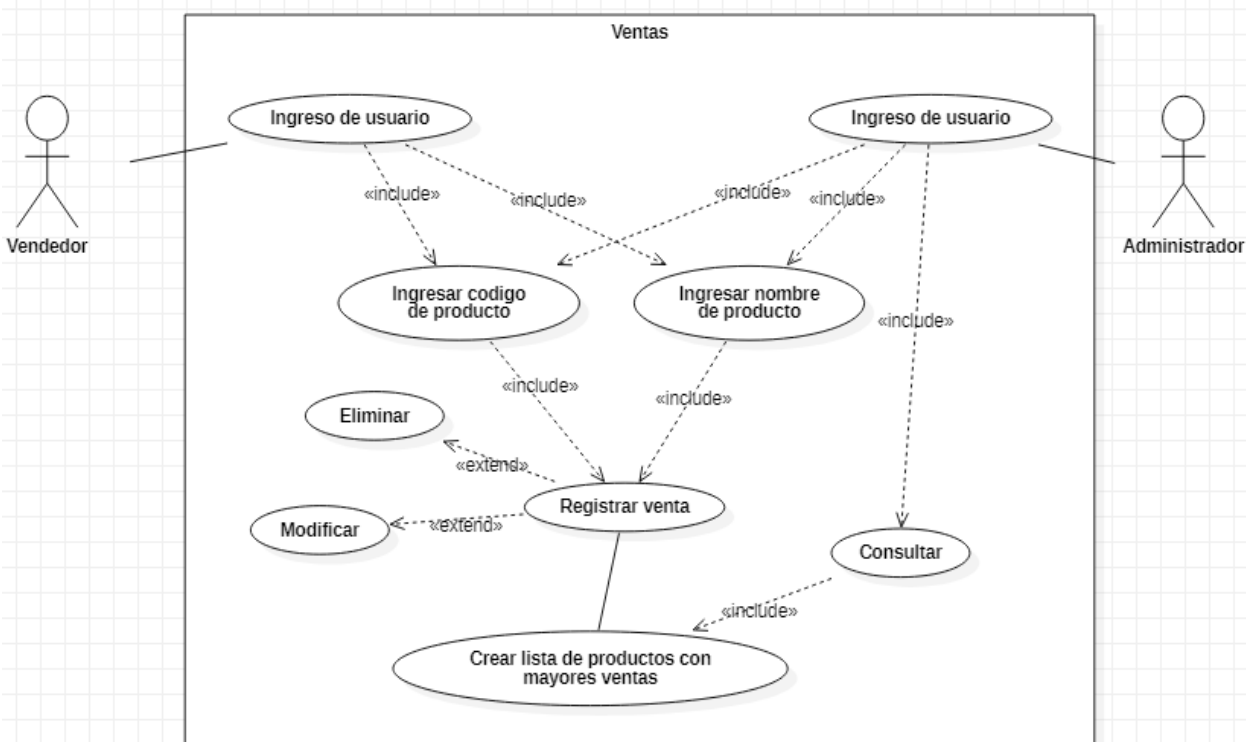 Ventas
Ingreso de usuario
Ingreso de usuario
«include»
«include»
«include»
«include»
Vendedor
Administrador
Ingresar codigo
de producto
Ingresar nombre
de producto
«include»
«include»
«include»
Eliminar
«extend»
Registrar venta
Modificar
«extend»
Consultar
«include»
Crear lista de productos con
mayores ventas